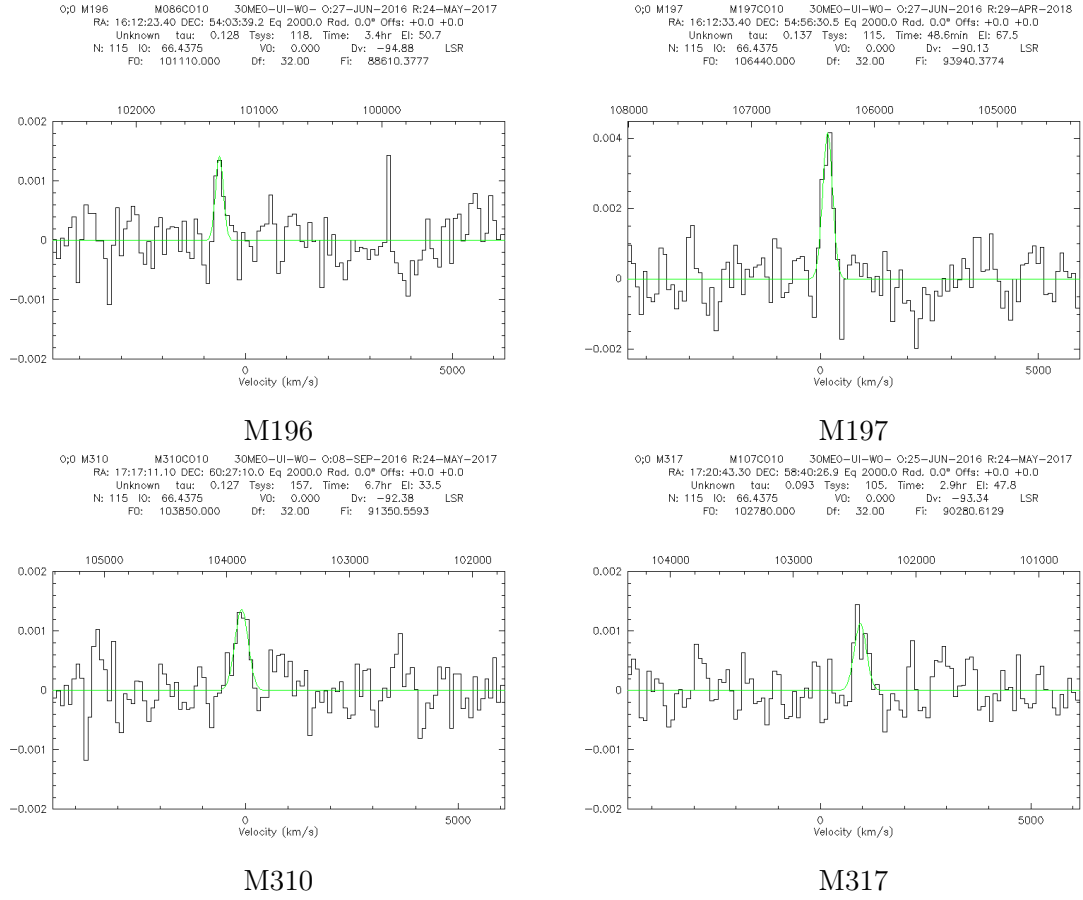 0;0 M196 M086C010 30ME0-UI-W0- O:27-JUN-2016 R:24-MAY-2017
RA: 16:12:23.40 DEC: 54:03:39.2 Eq 2000.0 Rad. 0.0° Offs: +0.0 +0.0
Unknown tau: 0.128 Tsys: 118. Time: 3.4hr El: 50.7
N: 115 I0: 66.4375 V0: 0.000 Dv: -94.88 LSR
F0: 101110.000 Df: 32.00 Fi: 88610.3777
102000 101000 100000
0.002
0.001
0
-0.001
-0.002
0 5000
Velocity (km/s)
M196
0;0 M197 M197C010 30ME0-UI-W0- O:27-JUN-2016 R:29-APR-2018
RA: 16:12:33.70 DEC: 54:56:30.5 Eq 2000.0 Rad. 0.0° Offs: +0.0 +0.0
Unknown tau: 0.137 Tsys: 115. Time: 48.6min El: 67.5
N: 115 I0: 66.4375 V0: 0.000 Dv: -90.13 LSR
F0: 106440.000 Df: 32.00 Fi: 93940.3774
108000 107000 106000 105000
0.004
0.002
0
-0.002
0 5000
Velocity (km/s)
M197
0;0 M310 M310C010 30ME0-UI-W0- O:08-SEP-2016 R:24-MAY-2017
RA: 17:17:11.10 DEC: 60:27:10.0 Eq 2000.0 Rad. 0.0° Offs: +0.0 +0.0
Unknown tau: 0.127 Tsys: 157. Time: 6.7hr El: 33.5
N: 115 I0: 66.4375 V0: 0.000 Dv: -92.38 LSR
F0: 103850.000 Df: 32.00 Fi: 91350.5593
105000 104000 103000 102000
0.002
0.001
0
-0.001
-0.002
0 5000
Velocity (km/s)
M310
0;0 M317 M107C010 30ME0-UI-W0- O:25-JUN-2016 R:24-MAY-2017
RA: 17:20:43.30 DEC: 58:40:26.9 Eq 2000.0 Rad. 0.0° Offs: +0.0 +0.0
Unknown tau: 0.093 Tsys: 105. Time: 2.9hr El: 47.8
N: 115 I0: 66.4375 V0: 0.000 Dv: -93.34 LSR
F0: 102780.000 Df: 32.00 Fi: 90280.6129
104000 103000 102000 101000
0.002
0.001
0
-0.001
-0.002
0 5000
Velocity (km/s)
M317